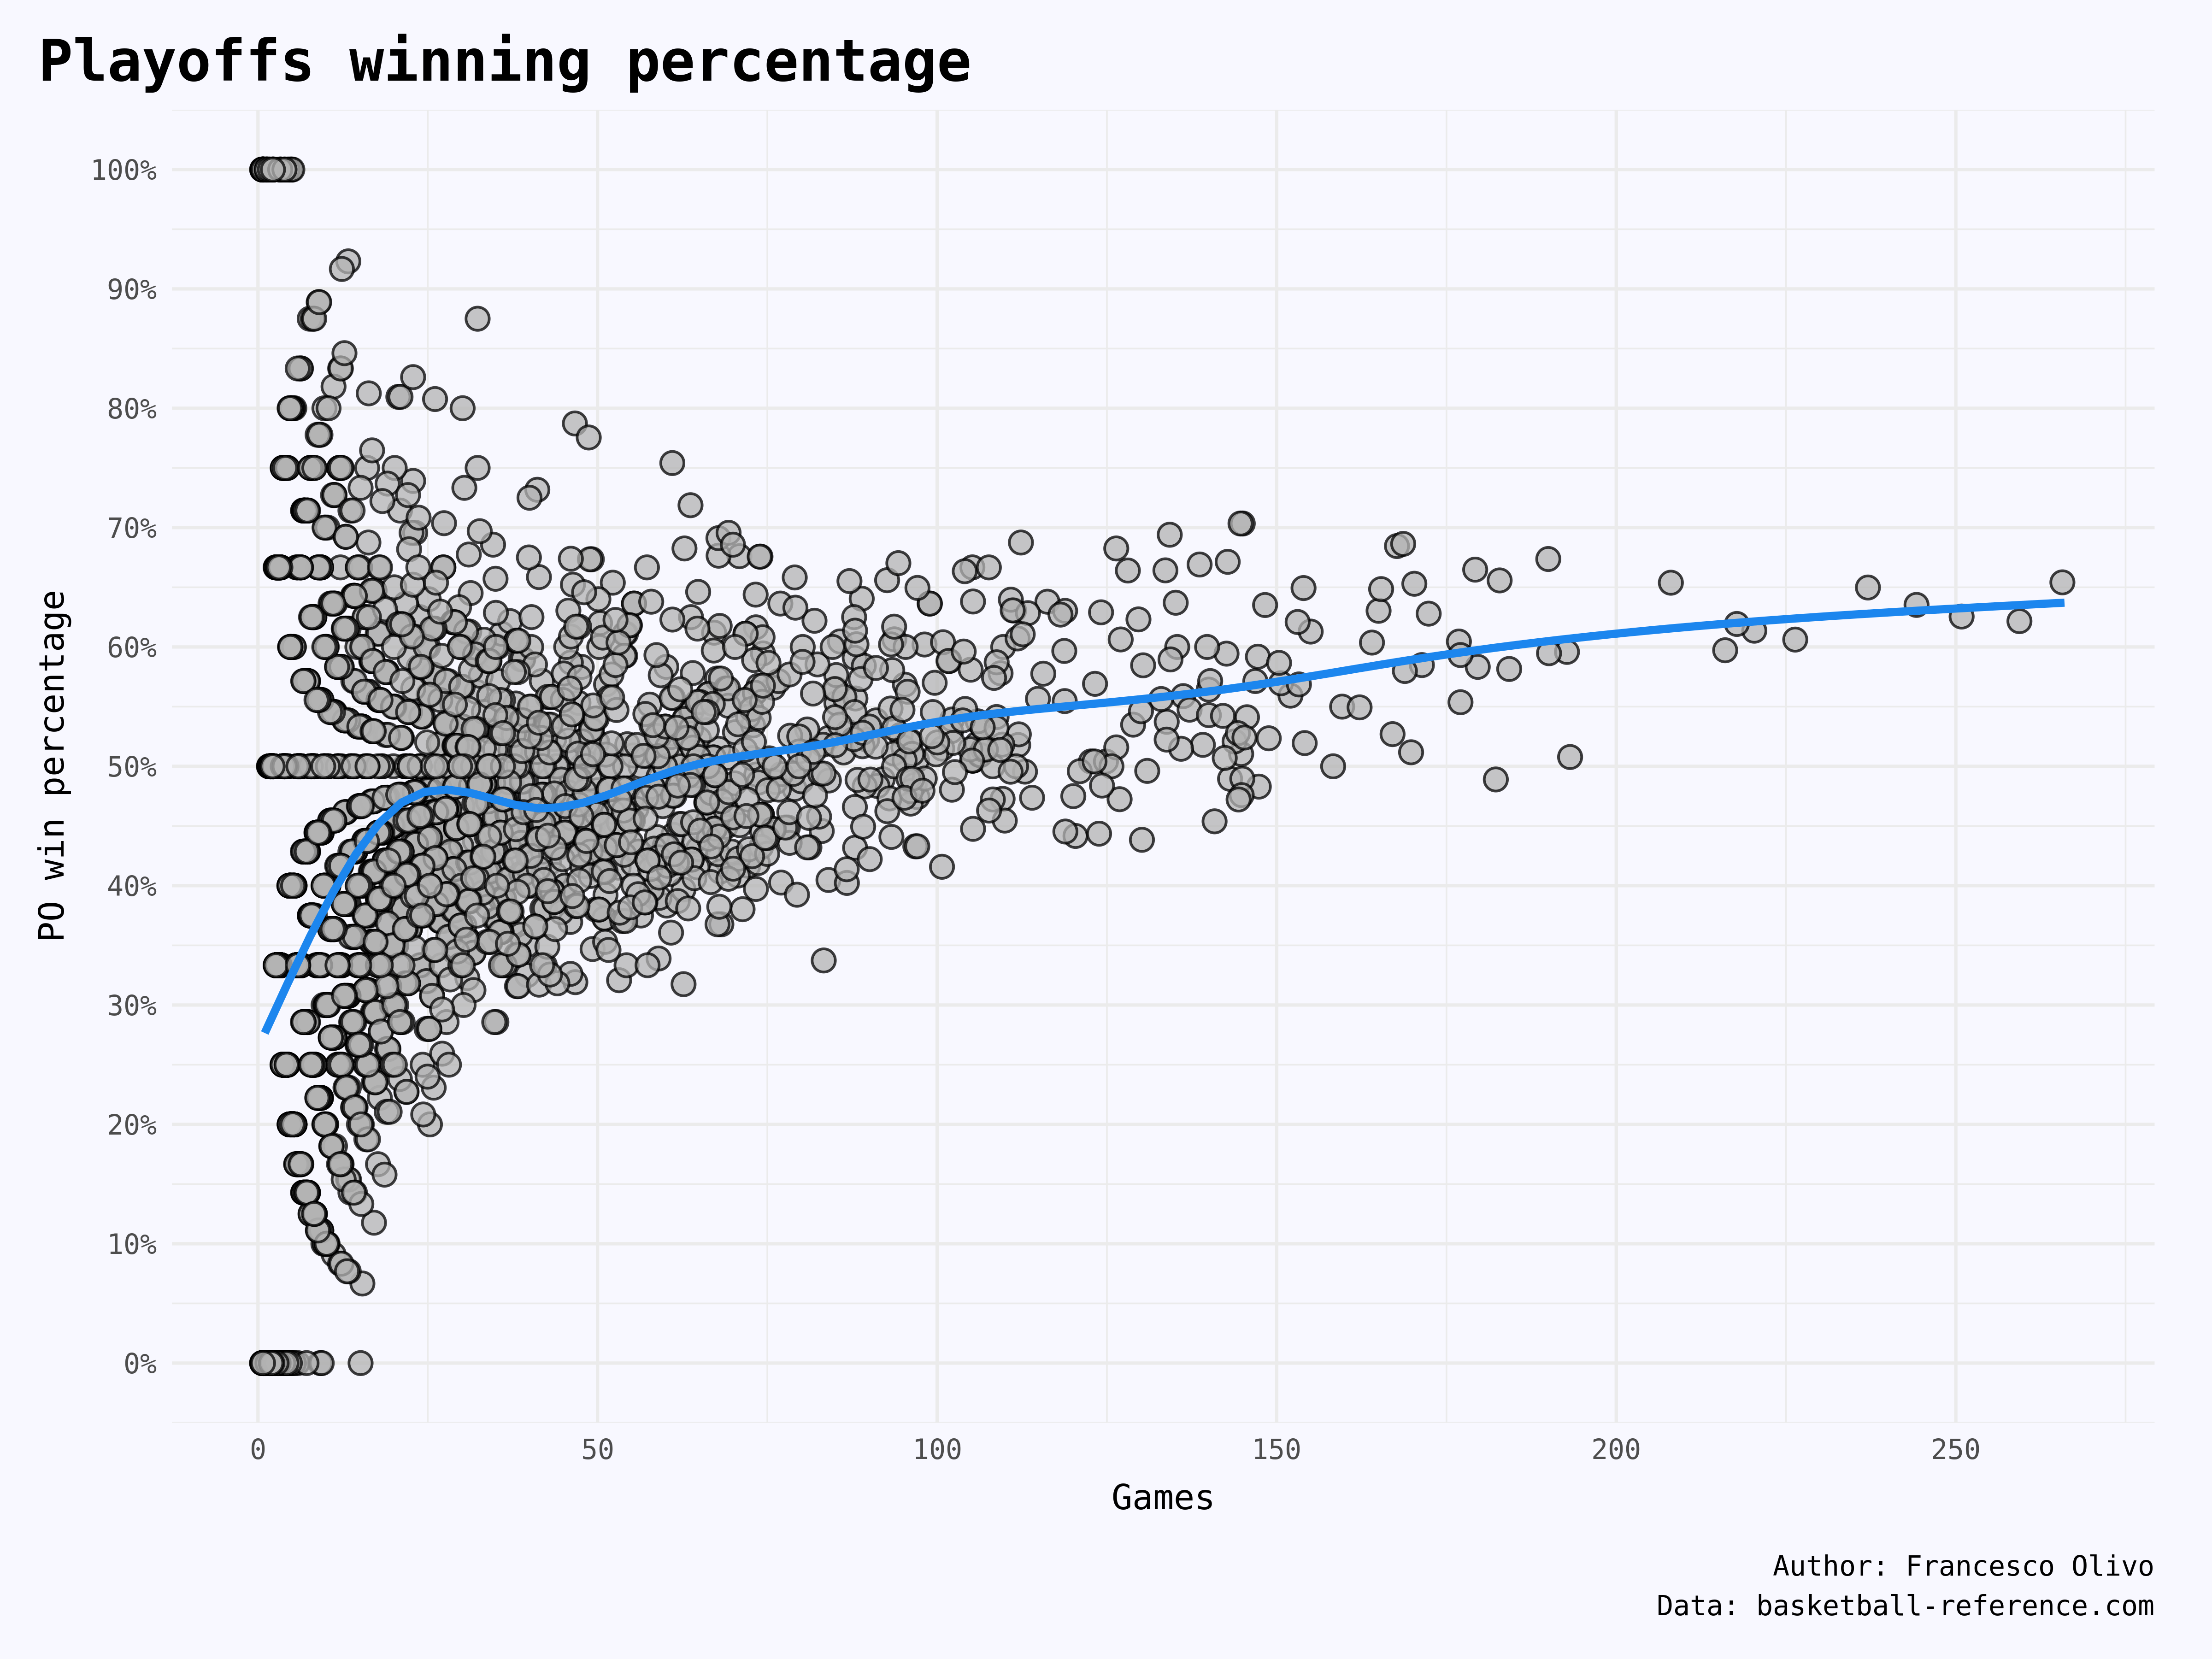 Playoffs winning percentage
100%
90%
80%
70%
60%
50%
40%
30%
20%
10%
0%
PO win percentage
0 50 100 150 200 250
Games
Author: Francesco Olivo
Data: basketball-reference.com